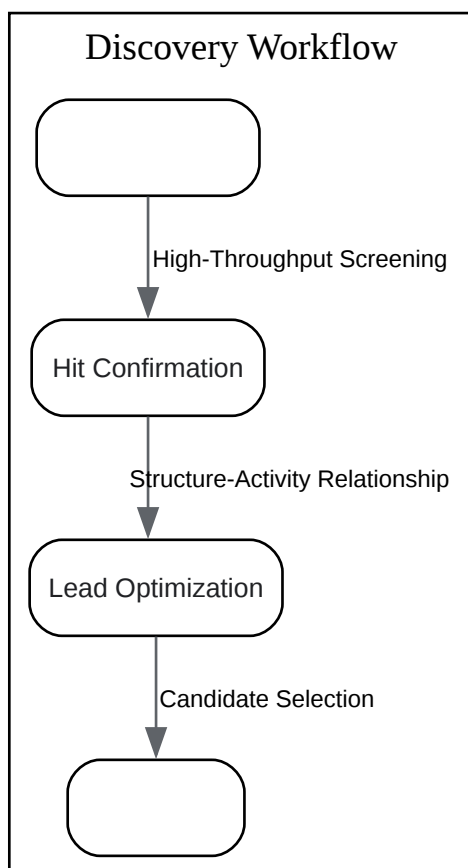 Discovery Workflow
High-Throughput Screening
Hit Confirmation
Structure-Activity Relationship
Lead Optimization
Candidate Selection